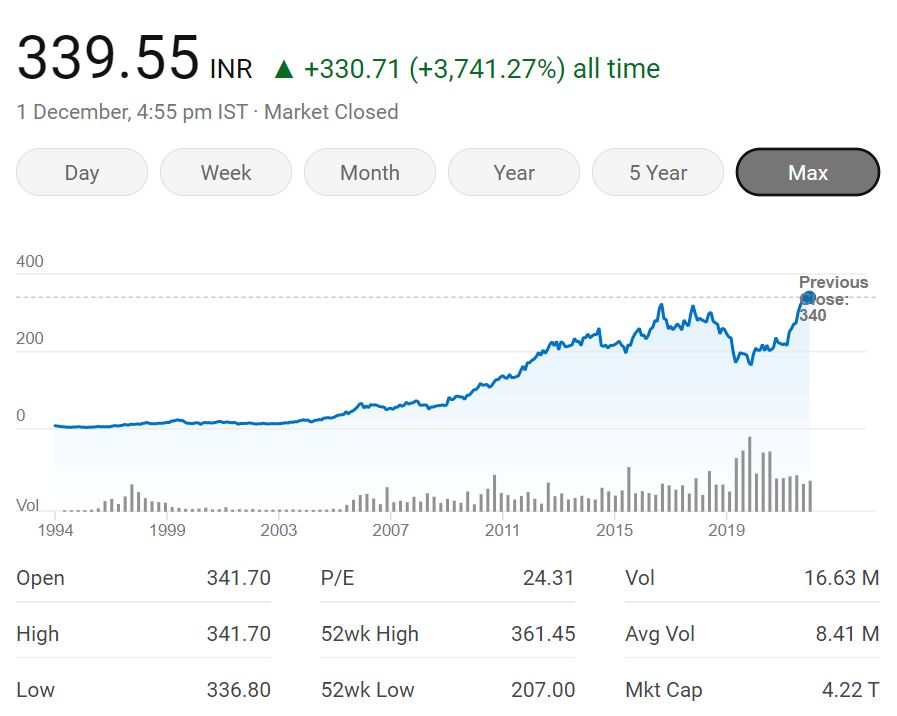 339.55 INR ▲ +330.71 (+3,741.27%) all time
1 December, 4:55 pm IST · Market Closed
Day Week Month Year 5 Year Max
400
Previous
Close:
340
200
0
Vol
1994 1999 2003 2007 2011 2015 2019
Open 341.70 P/E 24.31 Vol 16.63 M
High 341.70 52wk High 361.45 Avg Vol 8.41 M
Low 336.80 52wk Low 207.00 Mkt Cap 4.22 T